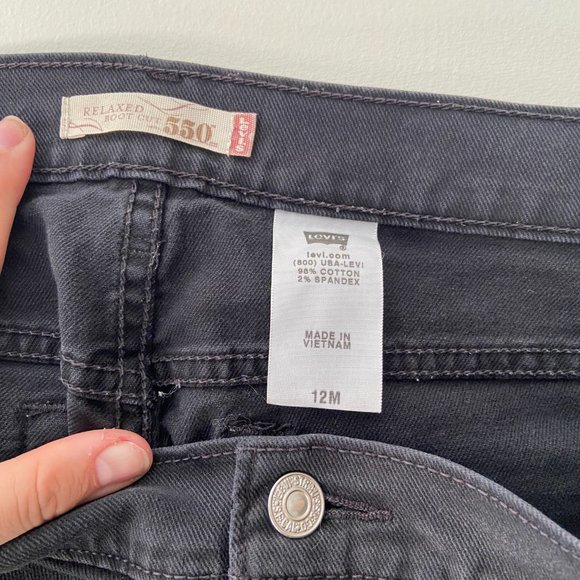 RELAXED
BOOT CUT
550
LEVI'S
LEVI'S
levi.com
(800) USA-LEVI
98% COTTON
2% SPANDEX
MADE IN
VIETNAM
12M